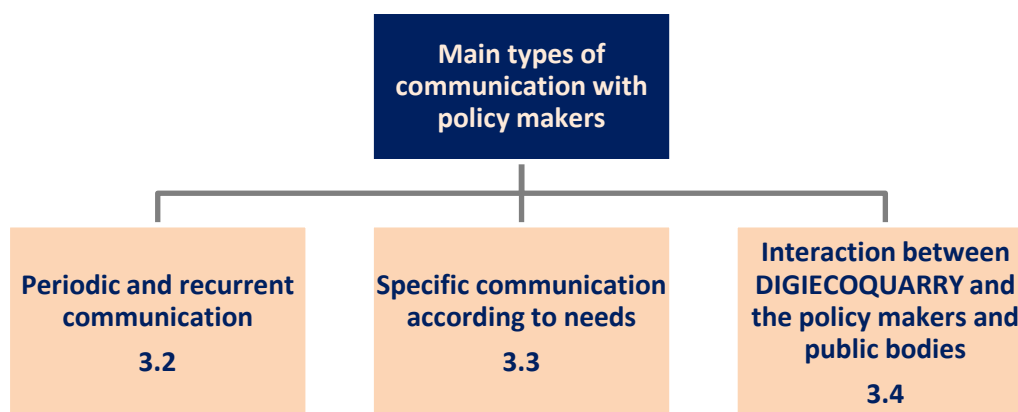 Main types of
communication with
policy makers
Periodic and recurrent
communication
3.2
Specific communication
according to needs
3.3
Interaction between
DIGIECOQUARRY and
the policy makers and
public bodies
3.4